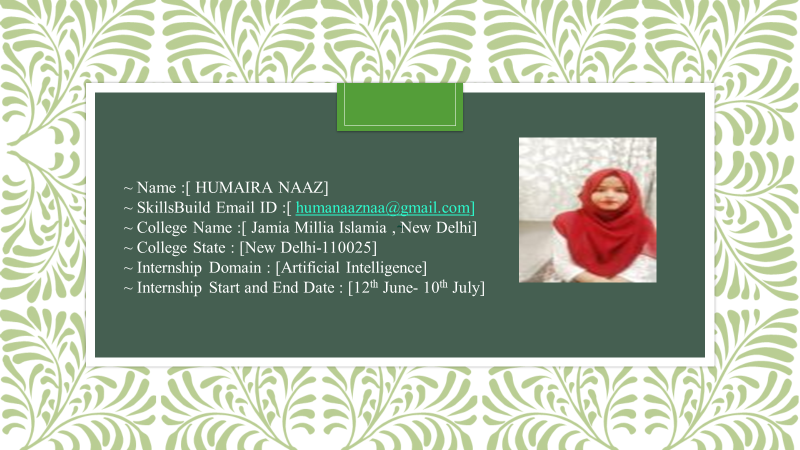 ~ Name :[ HUMAIRA NAAZ]
~ SkillsBuild Email ID :[ humanaaznaa@gmail.com]
~ College Name :[ Jamia Millia Islamia , New Delhi]
~ College State : [New Delhi-110025]
~ Internship Domain : [Artificial Intelligence]
~ Internship Start and End Date : [12th June- 10th July]